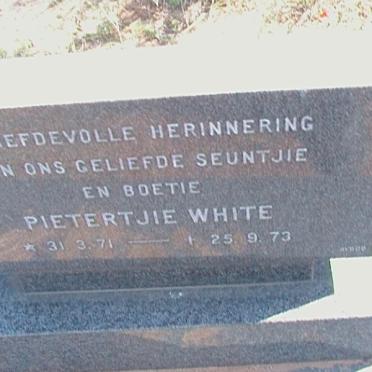 EFDEVOLLE HERINNERING
N ONS GELIEFDE SEUNTJIE
EN BOETIE
PIETERTJIE WHITE
* 31.3.71 — † 25.9.73